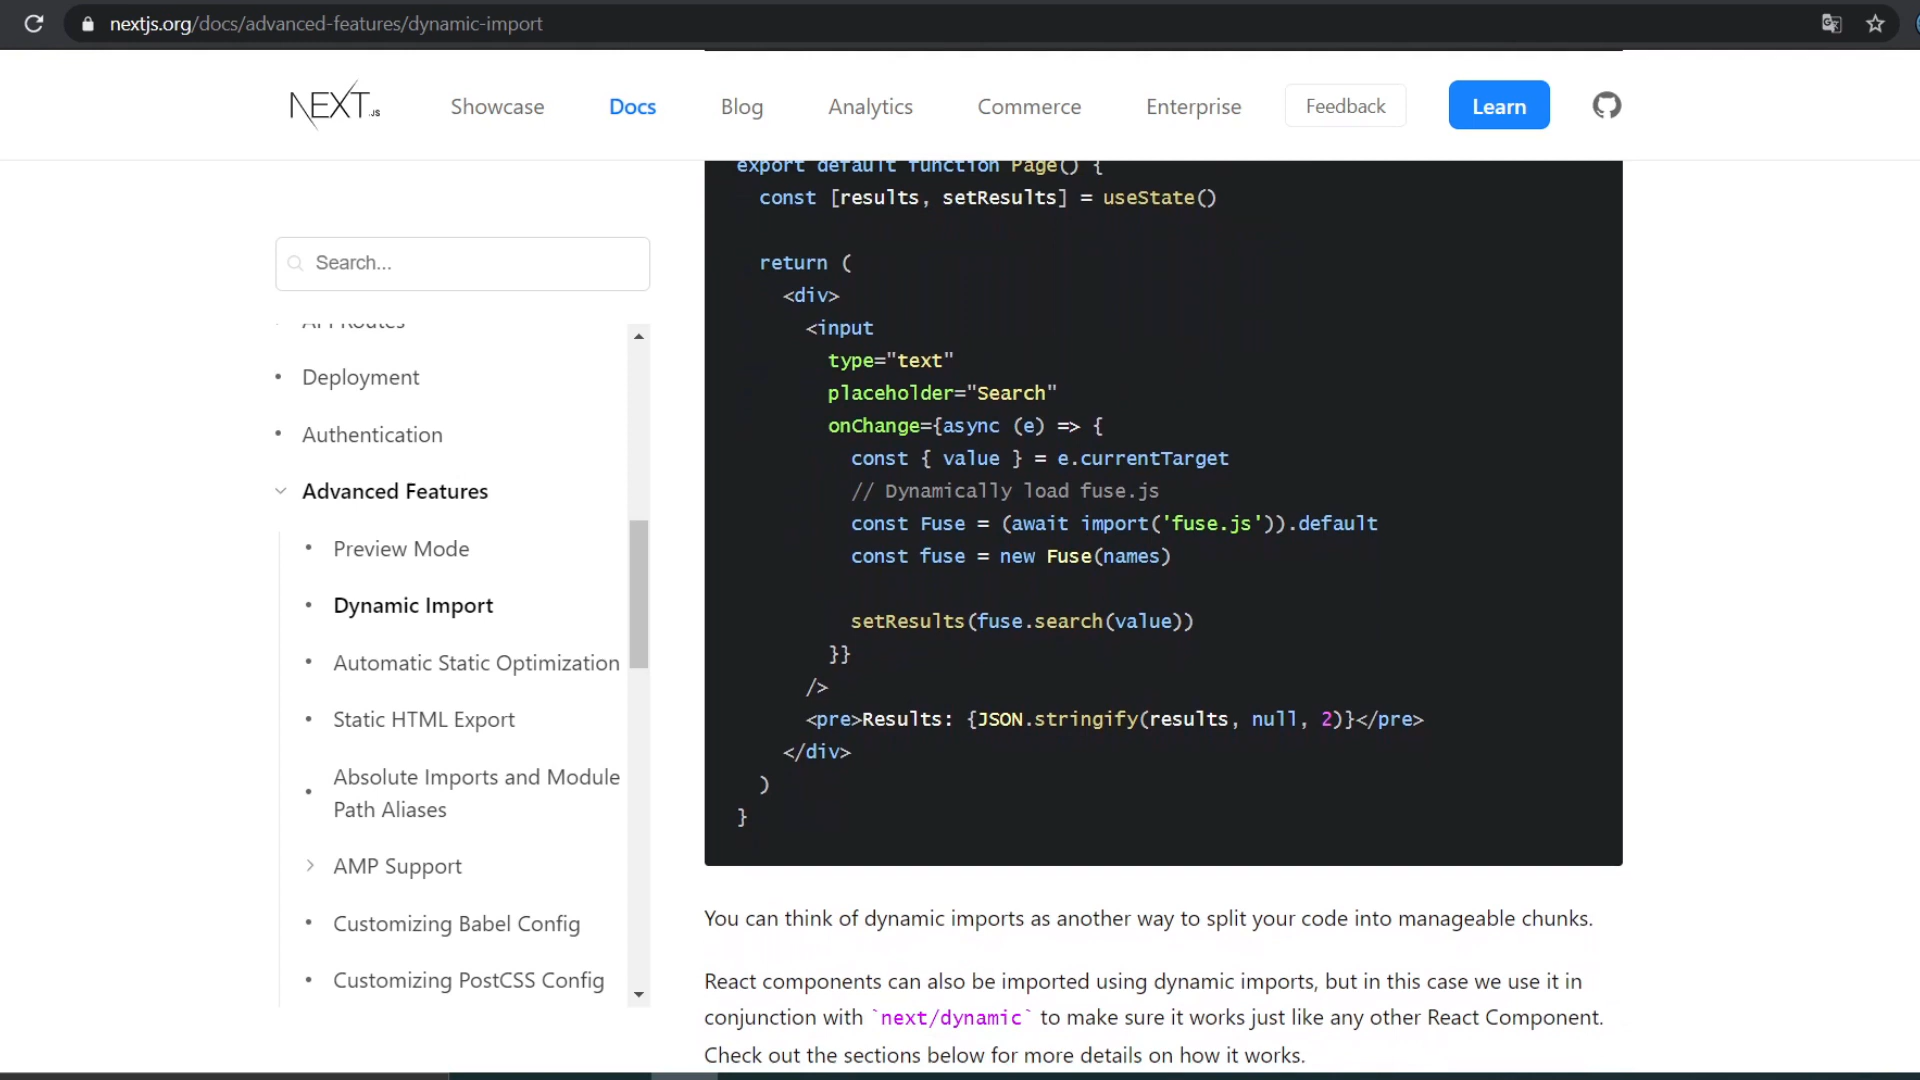 nextjs.org/docs/advanced-features/dynamic-import
NEXT.JS
Showcase
Docs
Blog
Analytics
Commerce
Enterprise
Feedback
Learn
Search...
API Routes
Deployment
Authentication
Advanced Features
Preview Mode
Dynamic Import
Automatic Static Optimization
Static HTML Export
Absolute Imports and Module
Path Aliases
AMP Support
Customizing Babel Config
Customizing PostCSS Config
export default function Page() {
const [results, setResults] = useState()
return (
<div>
<input
type="text"
placeholder="Search"
onChange={async (e) => {
const { value } = e.currentTarget
// Dynamically load fuse.js
const Fuse = (await import('fuse.js')).default
const fuse = new Fuse(names)
setResults(fuse.search(value))
}}
/>
<pre>Results: {JSON.stringify(results, null, 2)}</pre>
</div>
)
}
You can think of dynamic imports as another way to split your code into manageable chunks.
React components can also be imported using dynamic imports, but in this case we use it in
conjunction with `next/dynamic` to make sure it works just like any other React Component.
Check out the sections below for more details on how it works.